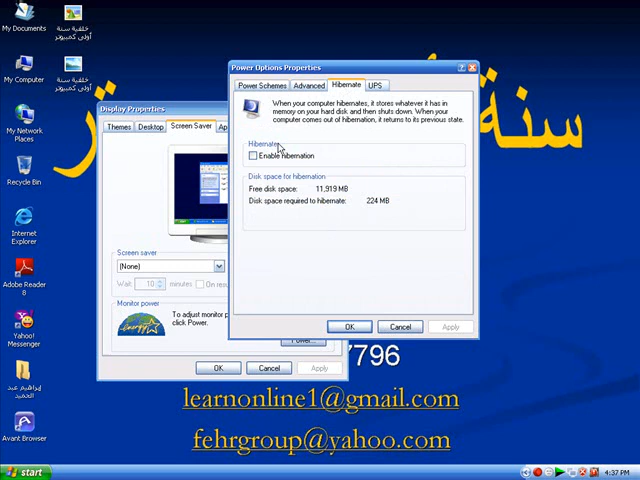 My Documents
خلفية سنة
أولى كمبيوتر
My Computer
خلفية سنة
أولى كمبيوتر
My Network
Places
Recycle Bin
Internet
Explorer
Adobe Reader
8
Yahoo!
Messenger
ابراهيم عبد
الحميد
Avant Browser
سنة
Display Properties
Themes
Desktop
Screen Saver
Ap
Screen saver
(None)
Wait
10
minutes
On resu
Monitor power
To adjust monitor p
click Power.
Power...
OK
Cancel
Apply
Power Options Properties
Power Schemes
Advanced
Hibernate
UPS
When your computer hibernates, it stores whatever it has in
memory on your hard disk and then shuts down. When your
computer comes out of hibernation, it returns to its previous state.
Hibernate
Enable hibernation
Disk space for hibernation
Free disk space: 11,919 MB
Disk space required to hibernate: 224 MB
OK
Cancel
Apply
7796
learnonline1@gmail.com
fehrgroup@yahoo.com
start
4:37 PM